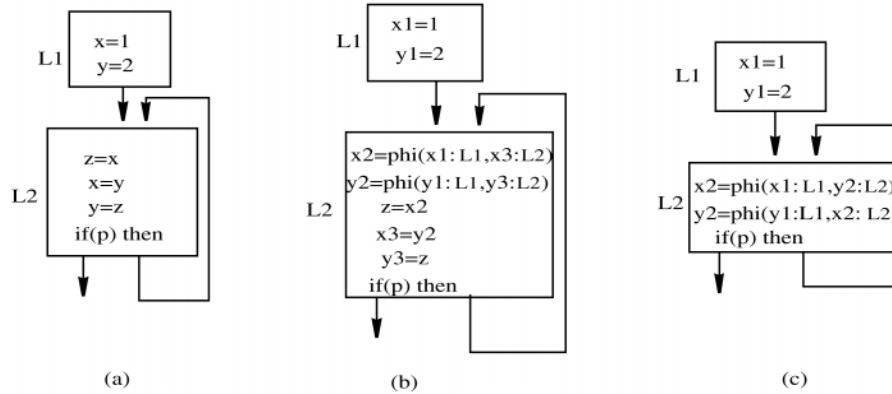 L1
x=1
y=2
L2
z=x
x=y
y=z
if(p) then
(a)
L1
x1=1
y1=2
L2
x2=phi(x1: L1,x3:L2)
y2=phi(y1: L1,y3:L2)
z=x2
x3=y2
y3=z
if(p) then
(b)
L1
x1=1
y1=2
L2
x2=phi(x1: L1,y2:L2)
y2=phi(y1:L1,x2: L2
if(p) then
(c)